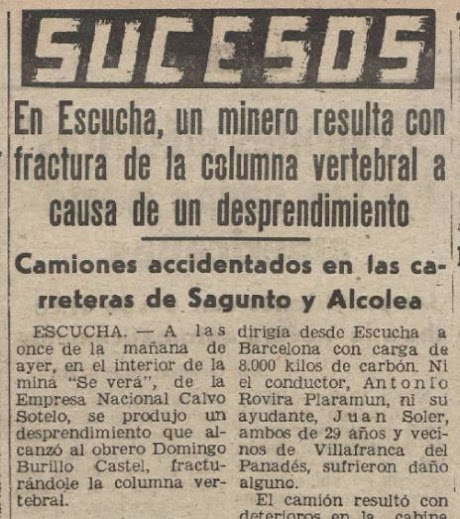 SUCESOS
En Escucha, un minero resulta con
fractura de la columna vertebral a
causa de un desprendimiento
Camiones accidentados en las ca-
rreteras de Sagunto y Alcolea
ESCUCHA. — A las
once de la mañana de
ayer, en el interior de la
mina "Se verá", de la
Empresa Nacional Calvo
Sotelo, se produjo un
desprendimiento que al-
canzó al obrero Domingo
Burillo Castel, fractu-
rándole la columna ver-
tebral.
dirigía desde Escucha a
Barcelona con carga de
8.000 kilos de carbón. Ni
el conductor, Antonio
Rovira Plaramun, ni su
ayudante, Juan Soler,
ambos de 29 años y veci-
nos de Villafranca del
Panadés, sufrieron daño
alguno.
El camión resultó con
deterioros en la cabina